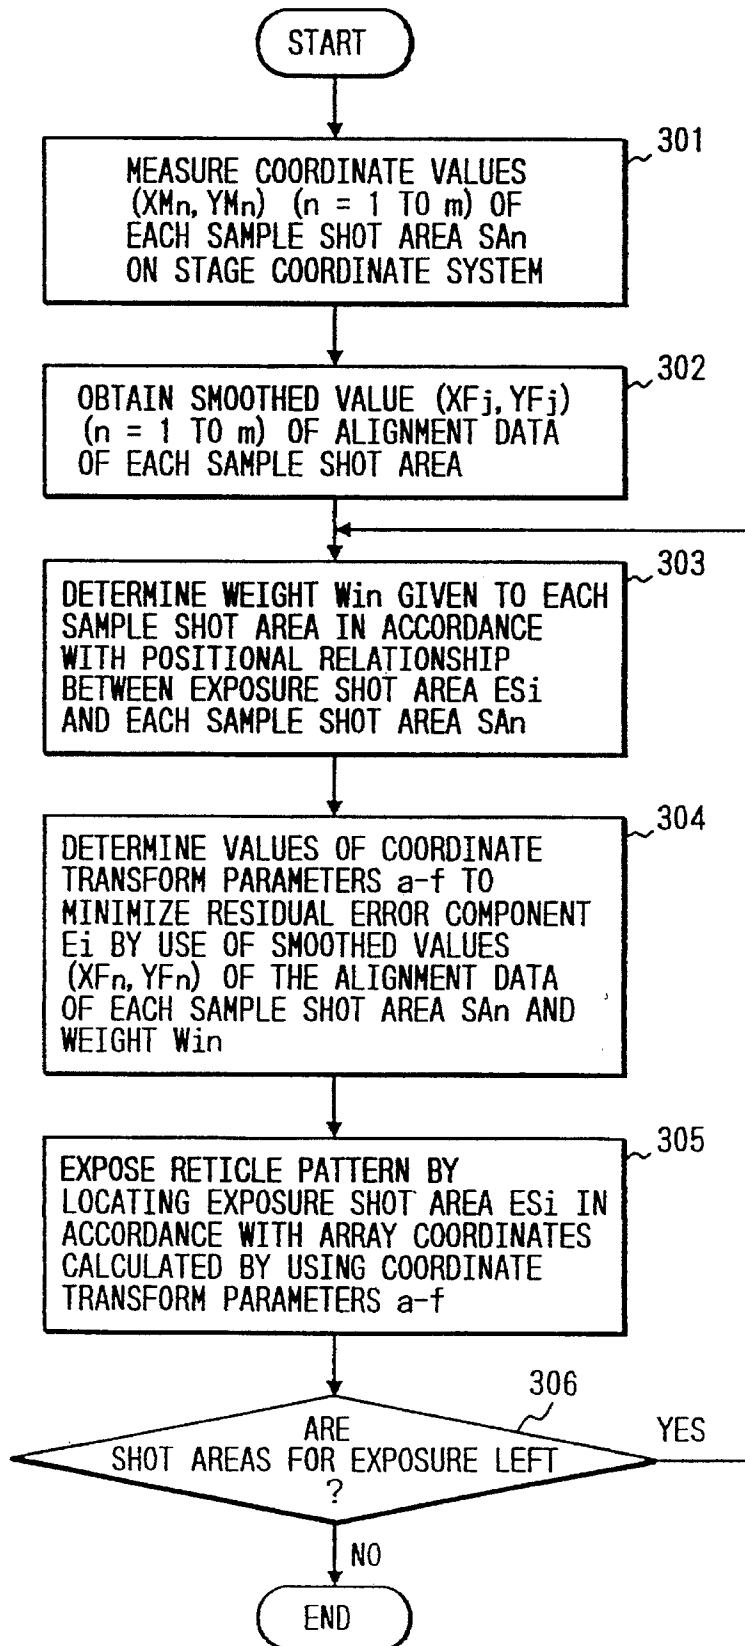 START
301
MEASURE COORDINATE VALUES
(XMn, YMn) (n = 1 TO m) OF
EACH SAMPLE SHOT AREA SAn
ON STAGE COORDINATE SYSTEM
302
OBTAIN SMOOTHED VALUE (XFj, YFj)
(n = 1 TO m) OF ALIGNMENT DATA
OF EACH SAMPLE SHOT AREA
303
DETERMINE WEIGHT Win GIVEN TO EACH
SAMPLE SHOT AREA IN ACCORDANCE
WITH POSITIONAL RELATIONSHIP
BETWEEN EXPOSURE SHOT AREA ESi
AND EACH SAMPLE SHOT AREA SAn
304
DETERMINE VALUES OF COORDINATE
TRANSFORM PARAMETERS a-f TO
MINIMIZE RESIDUAL ERROR COMPONENT
Ei BY USE OF SMOOTHED VALUES
(XFn, YFn) OF THE ALIGNMENT DATA
OF EACH SAMPLE SHOT AREA SAn AND
WEIGHT Win
305
EXPOSE RETICLE PATTERN BY
LOCATING EXPOSURE SHOT AREA ESi IN
ACCORDANCE WITH ARRAY COORDINATES
CALCULATED BY USING COORDINATE
TRANSFORM PARAMETERS a-f
306
ARE
SHOT AREAS FOR EXPOSURE LEFT
?
YES
NO
END